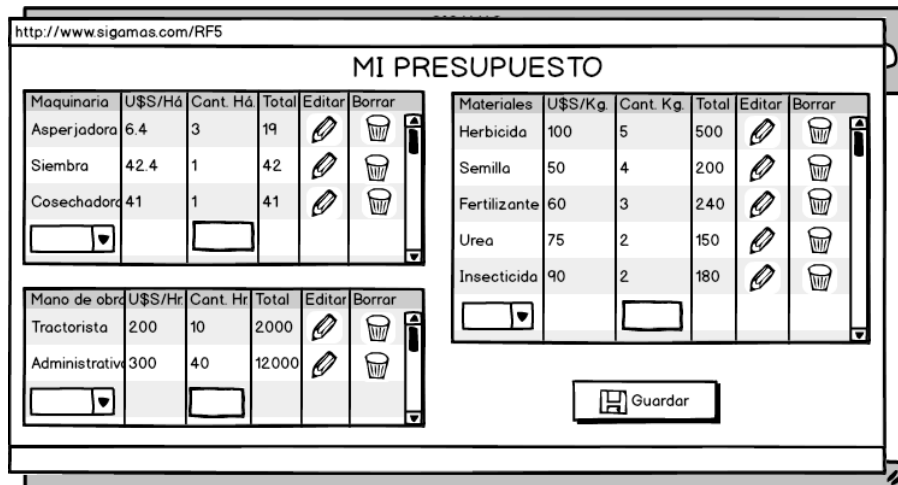 http://www.sigamas.com/RF5
MI PRESUPUESTO
Maquinaria U$S/Há Cant. Há. Total Editar Borrar
Asperjadora 6.4 3 19
Siembra 42.4 1 42
Cosechadora 41 1 41
Mano de obra U$S/Hr. Cant. Hr. Total Editar Borrar
Tractorista 200 10 2000
Administrativo 300 40 12000
Materiales U$S/Kg. Cant. Kg. Total Editar Borrar
Herbicida 100 5 500
Semilla 50 4 200
Fertilizante 60 3 240
Urea 75 2 150
Insecticida 90 2 180
Guardar